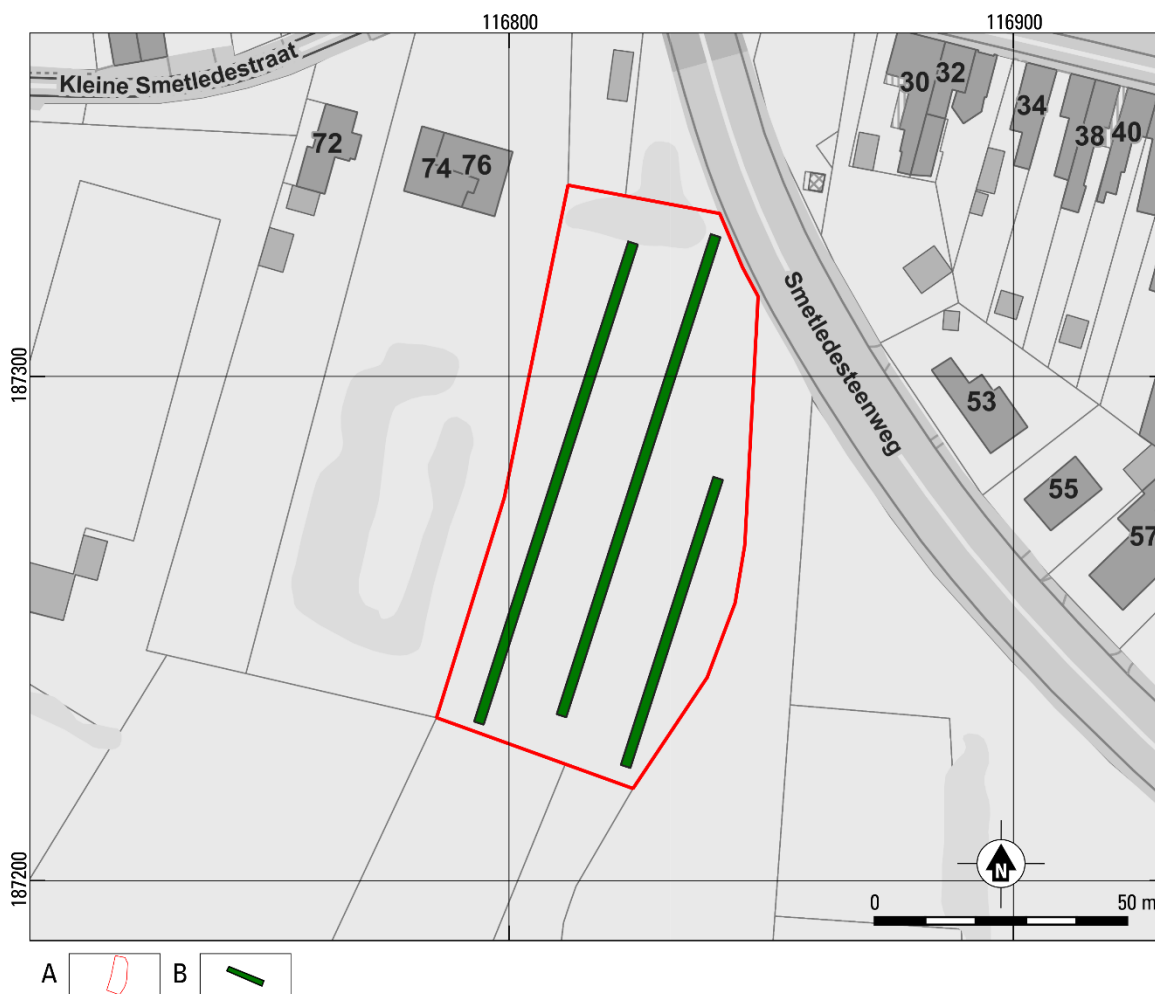 116800 116900
Kleine Smetledestraat
30 32
34
38 40
72
74 76
Smetledesteenweg
187300
53
55
57
187200
N
0 50 m
A B